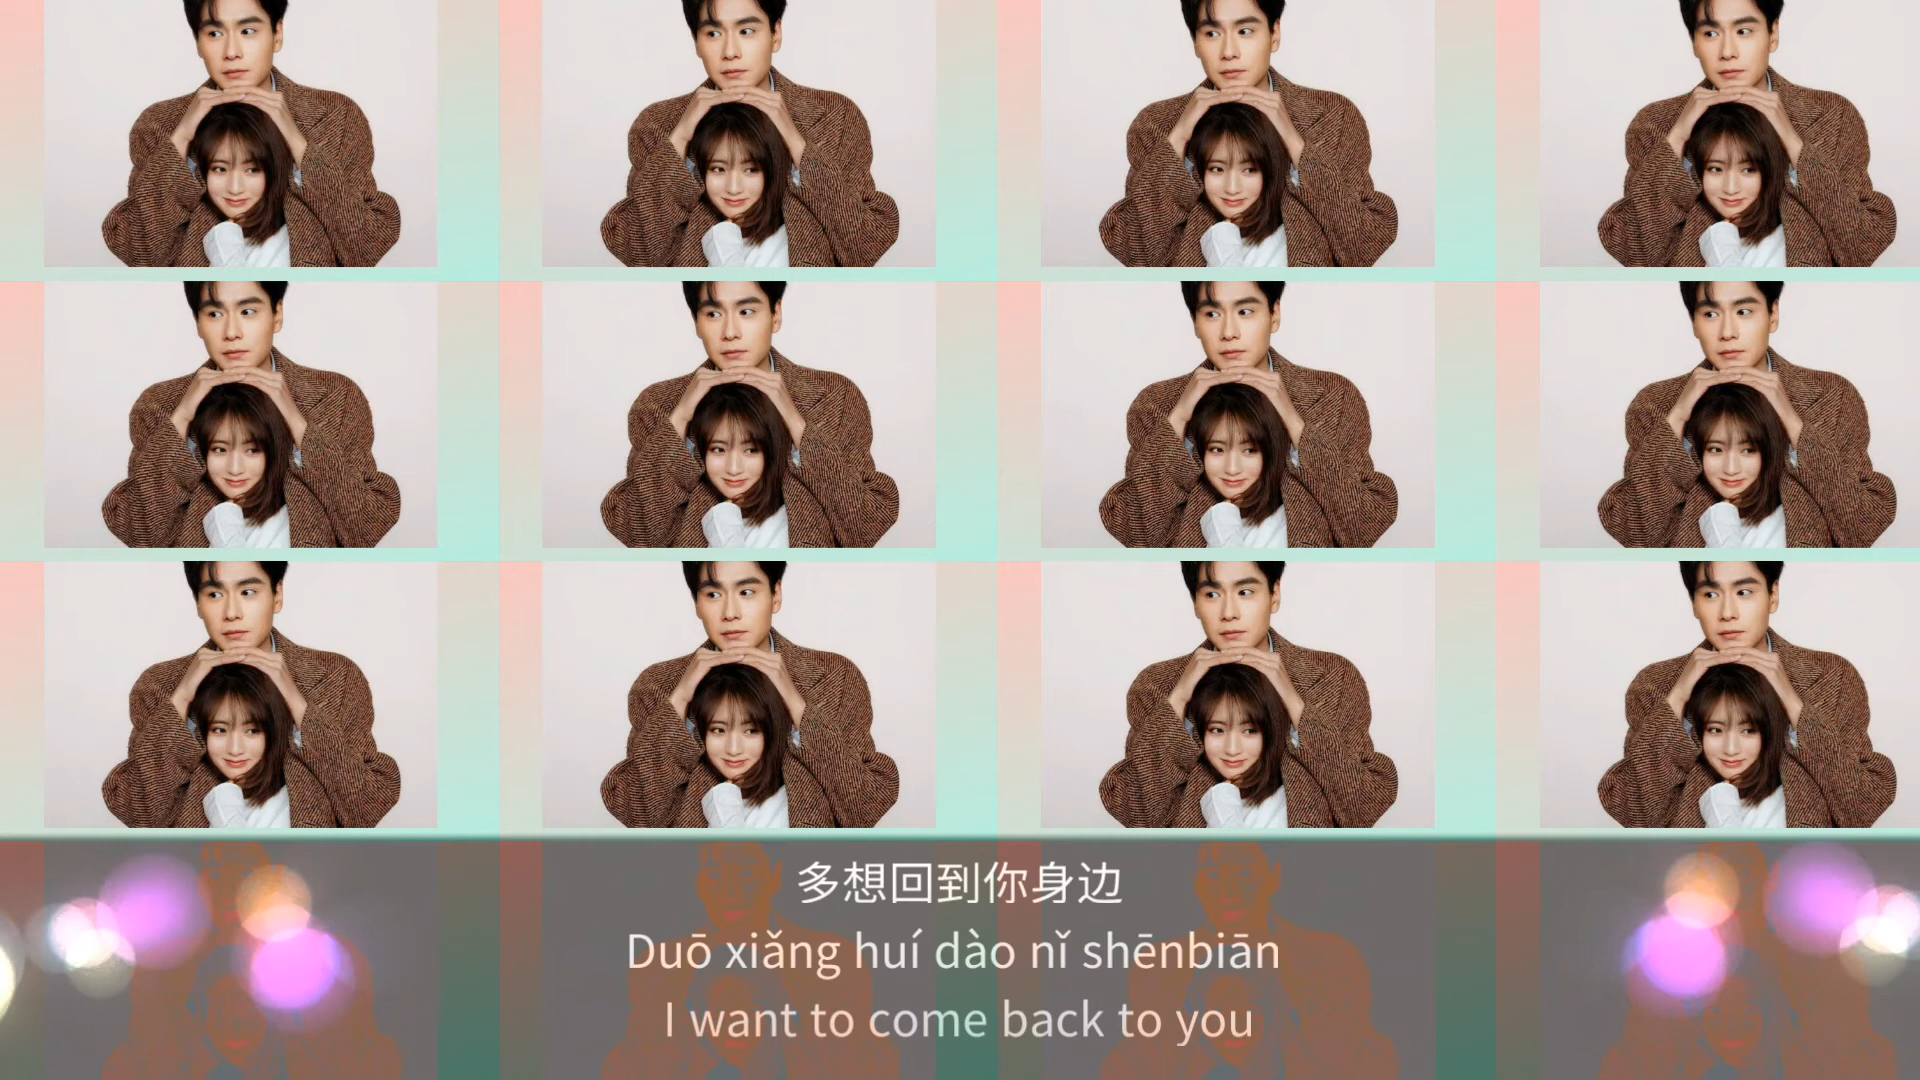 多想回到你身边
Duō xiǎng huí dào nǐ shēnbiān
I want to come back to you